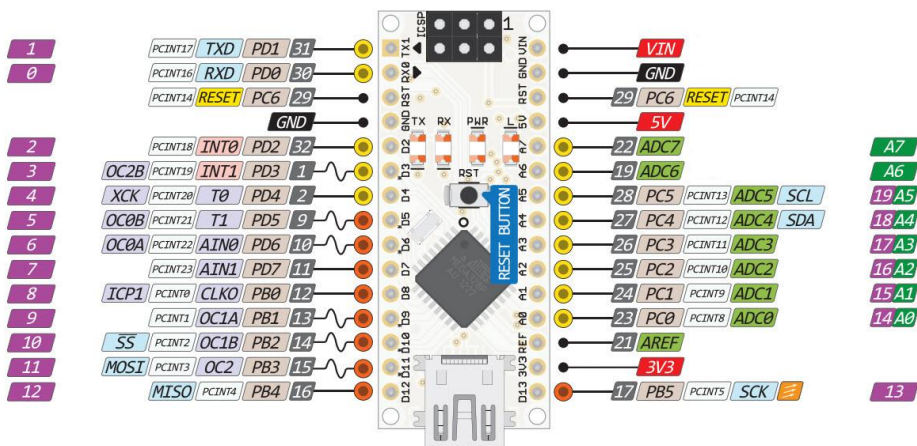 ICSP 1
1 PCINT17 TXD PD1 31 TX1 VIN VIN
0 PCINT16 RXD PD0 30 RX0 GND GND
PCINT14 RESET PC6 29 RST RST 29 PC6 RESET PCINT14
GND GND 5V 5V
TX RX PWR L
2 PCINT18 INT0 PD2 32 D2 A7 22 ADC7 A7
3 OC2B PCINT19 INT1 PD3 1 D3 A6 19 ADC6 A6
RST
4 XCK PCINT20 T0 PD4 2 D4 A5 28 PC5 PCINT13 ADC5 SCL 19 A5
5 OC0B PCINT21 T1 PD5 9 D5 A4 27 PC4 PCINT12 ADC4 SDA 18 A4
RESET BUTTON
6 OC0A PCINT22 AIN0 PD6 10 D6 A3 26 PC3 PCINT11 ADC3 17 A3
7 PCINT23 AIN1 PD7 11 D7 A2 25 PC2 PCINT10 ADC2 16 A2
8 ICP1 PCINT0 CLKO PB0 12 D8 A1 24 PC1 PCINT9 ADC1 15 A1
9 PCINT1 OC1A PB1 13 D9 A0 23 PC0 PCINT8 ADC0 14 A0
10 SS PCINT2 OC1B PB2 14 D10 REF 21 AREF
11 MOSI PCINT3 OC2 PB3 15 D11 3V3 3V3
12 MISO PCINT4 PB4 16 D12 D13 17 PB5 PCINT5 SCK 13